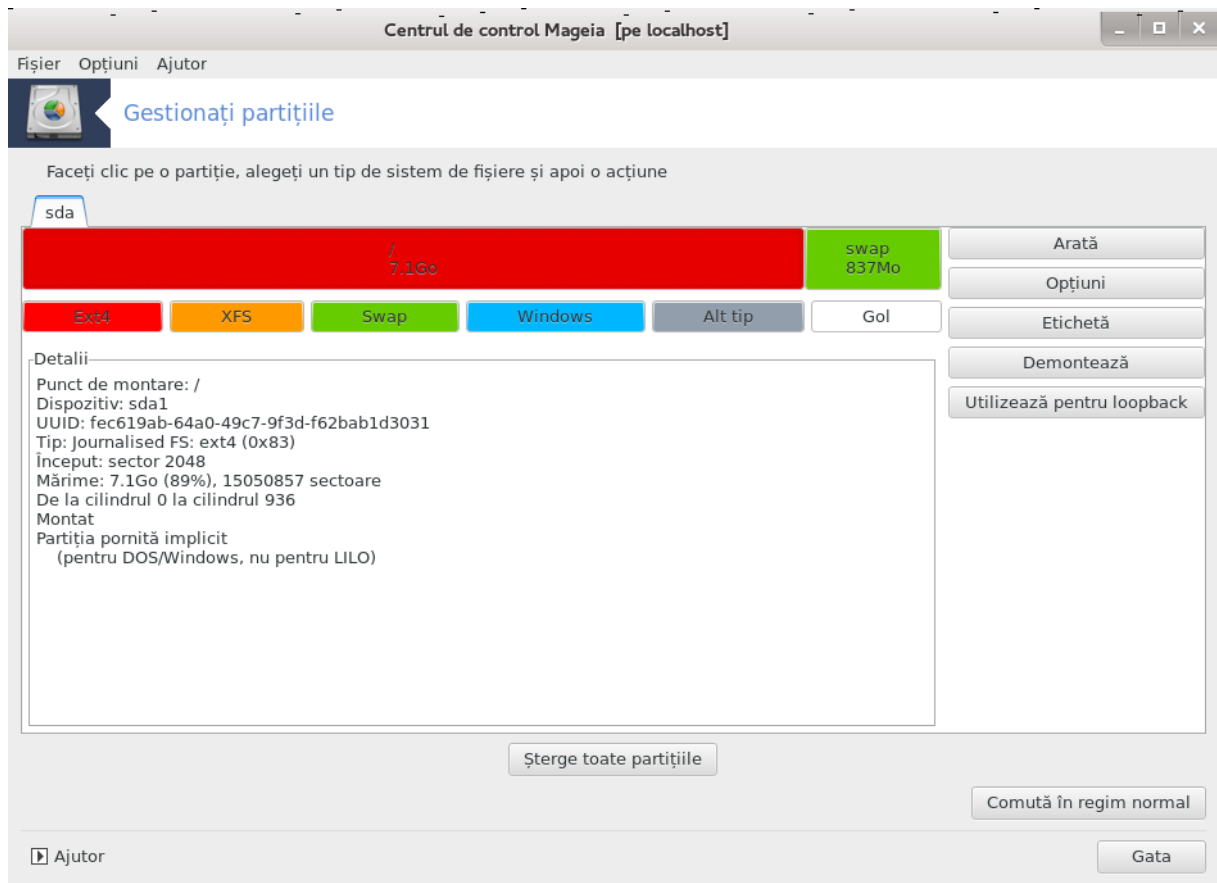 Centrul de control Mageia [pe localhost]
Fișier Opțiuni Ajutor
Gestionați partițiile
Faceți clic pe o partiție, alegeți un tip de sistem de fișiere și apoi o acțiune
sda
/
7.1Go
swap
837Mo
Ext4 XFS Swap Windows Alt tip Gol
Arată
Opțiuni
Etichetă
Demontează
Utilizează pentru loopback
Detalii
Punct de montare: /
Dispozitiv: sda1
UUID: fec619ab-64a0-49c7-9f3d-f62bab1d3031
Tip: Journalised FS: ext4 (0x83)
Început: sector 2048
Mărime: 7.1Go (89%), 15050857 sectoare
De la cilindrul 0 la cilindrul 936
Montat
Partiția pornită implicit
(pentru DOS/Windows, nu pentru LILO)
Șterge toate partițiile
Comută în regim normal
Ajutor
Gata